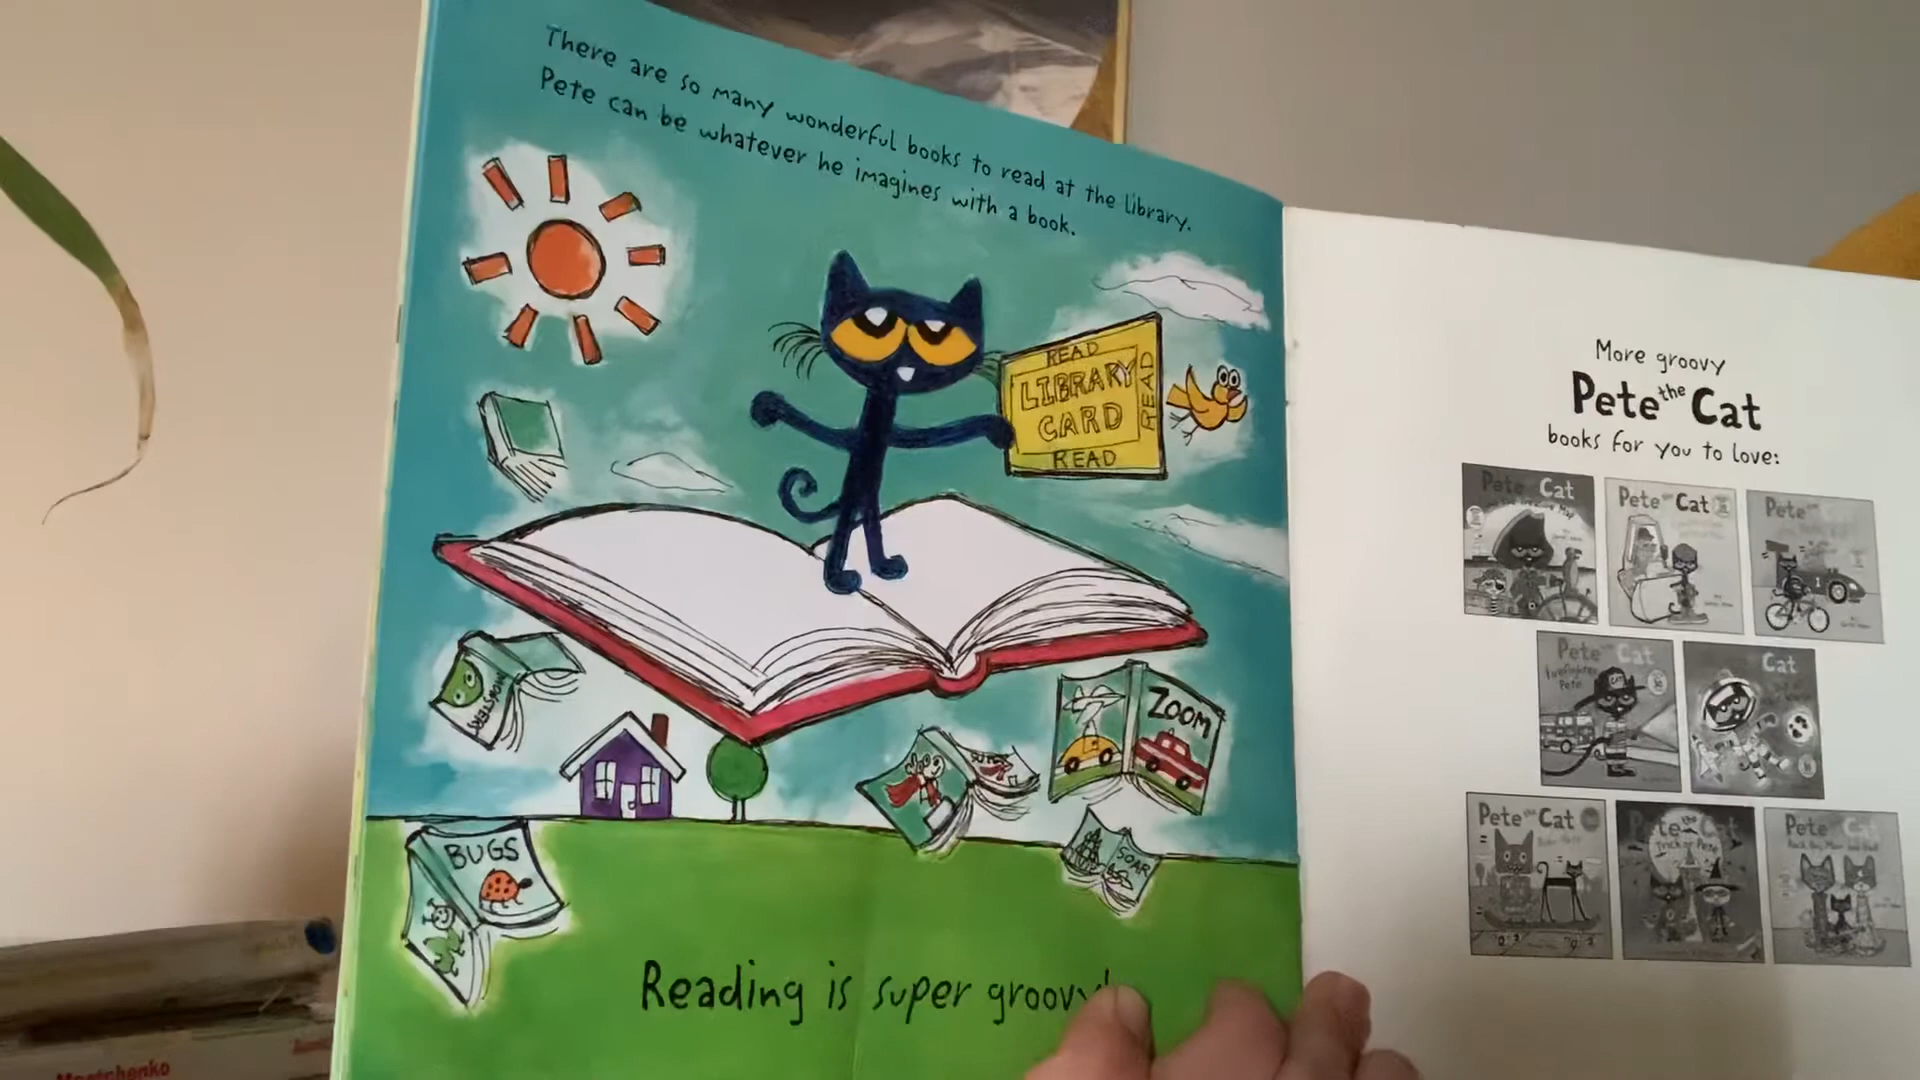 There are so many wonderful books to read at the library.
Pete can be whatever he imagines with a book.
READ
LIBRARY
CARD
READ
READ
MONSTERS
ZOOM
SUPER
SOAR
BUGS
Reading is super groovy!
More groovy
Pete the Cat
books for you to love:
Pete the Cat
Pete the Cat
Pete
Pete the Cat
Firefighter
Pete
Cat
Pete the Cat
Pete the Cat
Trick or Pete
Pete the Cat
Mostchenko